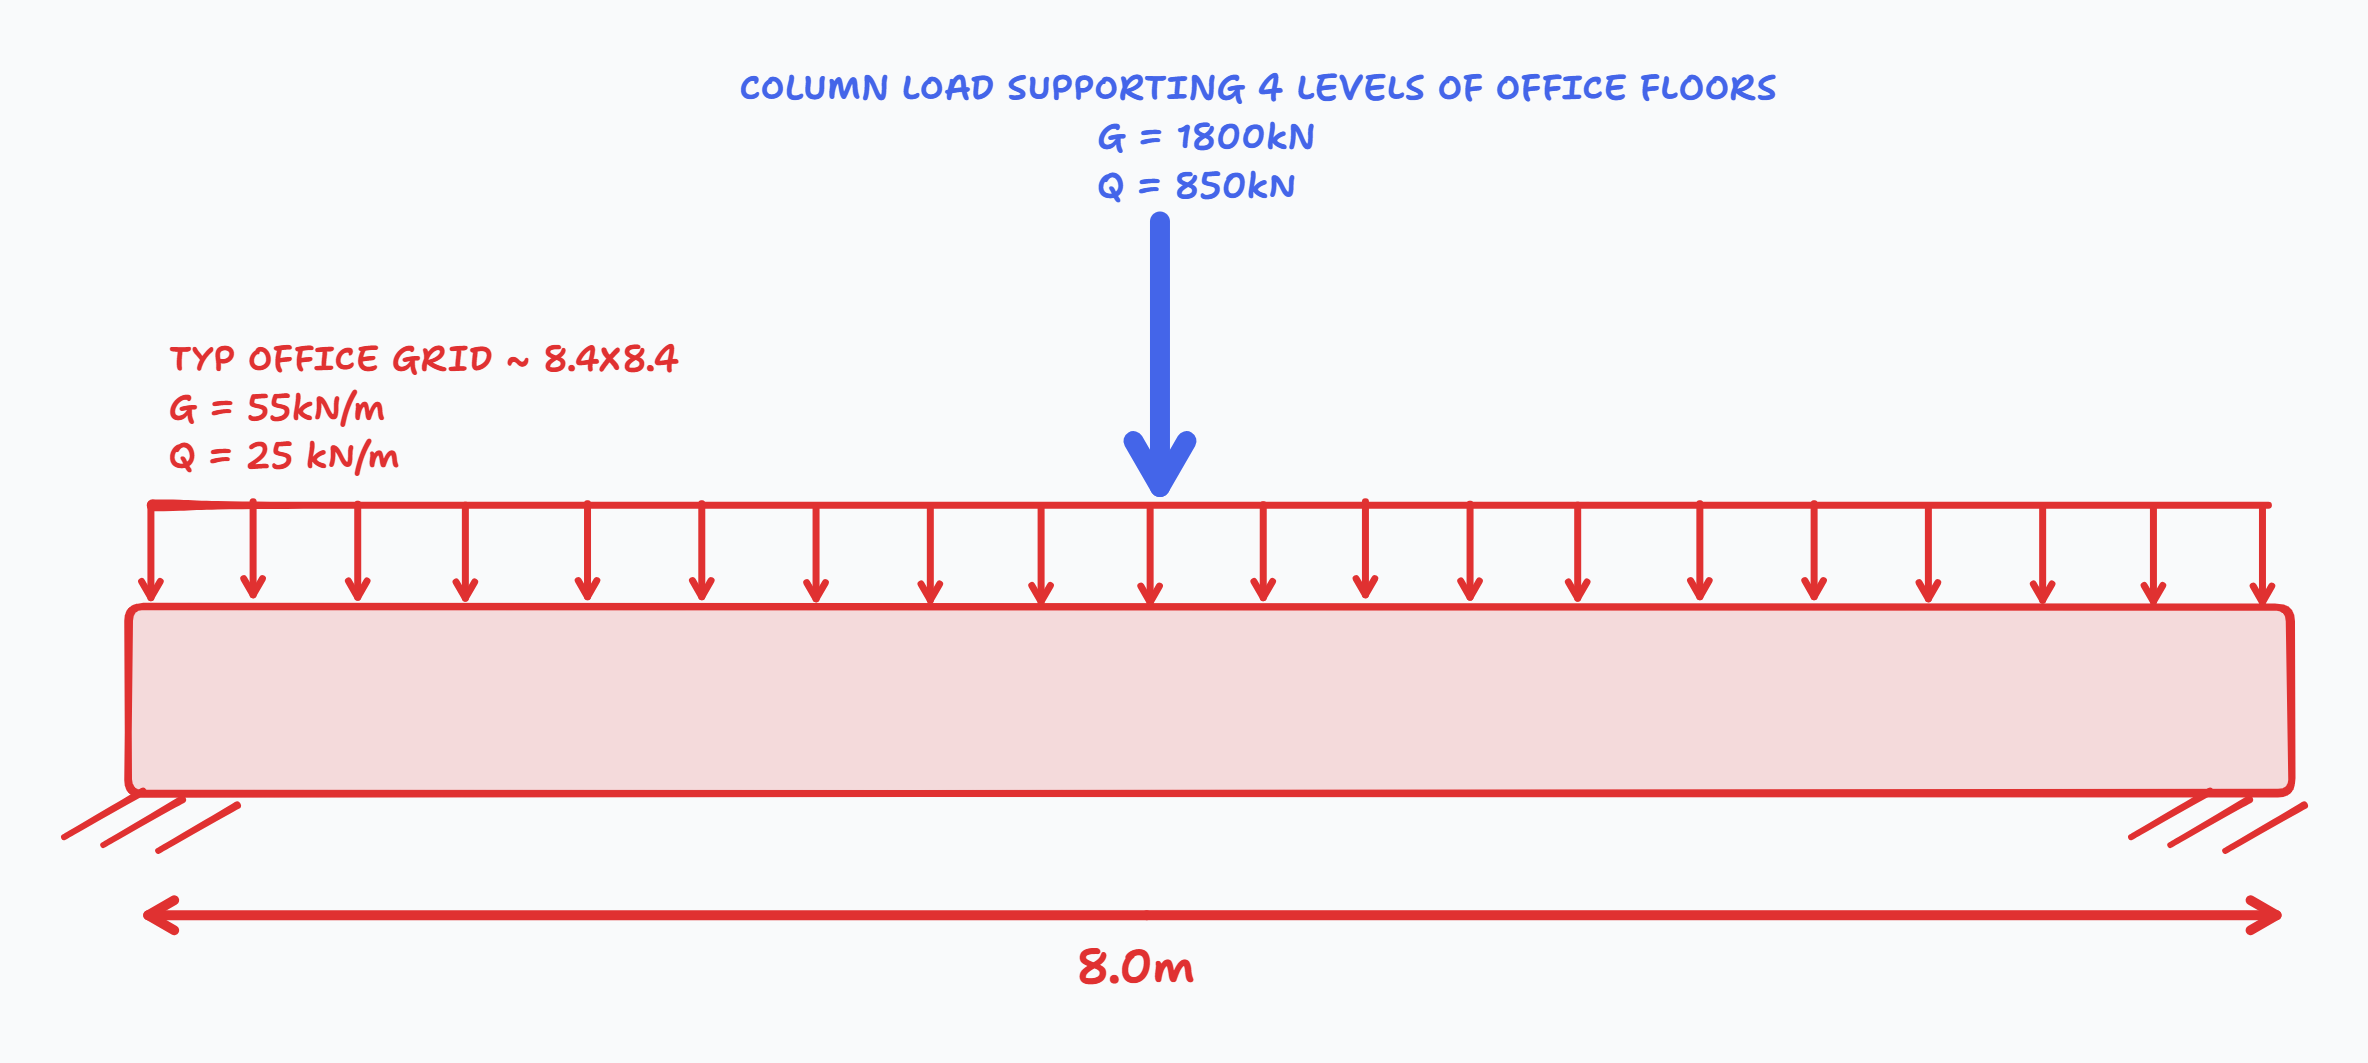 COLUMN LOAD SUPPORTING 4 LEVELS OF OFFICE FLOORS
G = 1800kN
Q = 850kN
TYP OFFICE GRID ~ 8.4x8.4
G = 55kN/m
Q = 25 kN/m
8.0m